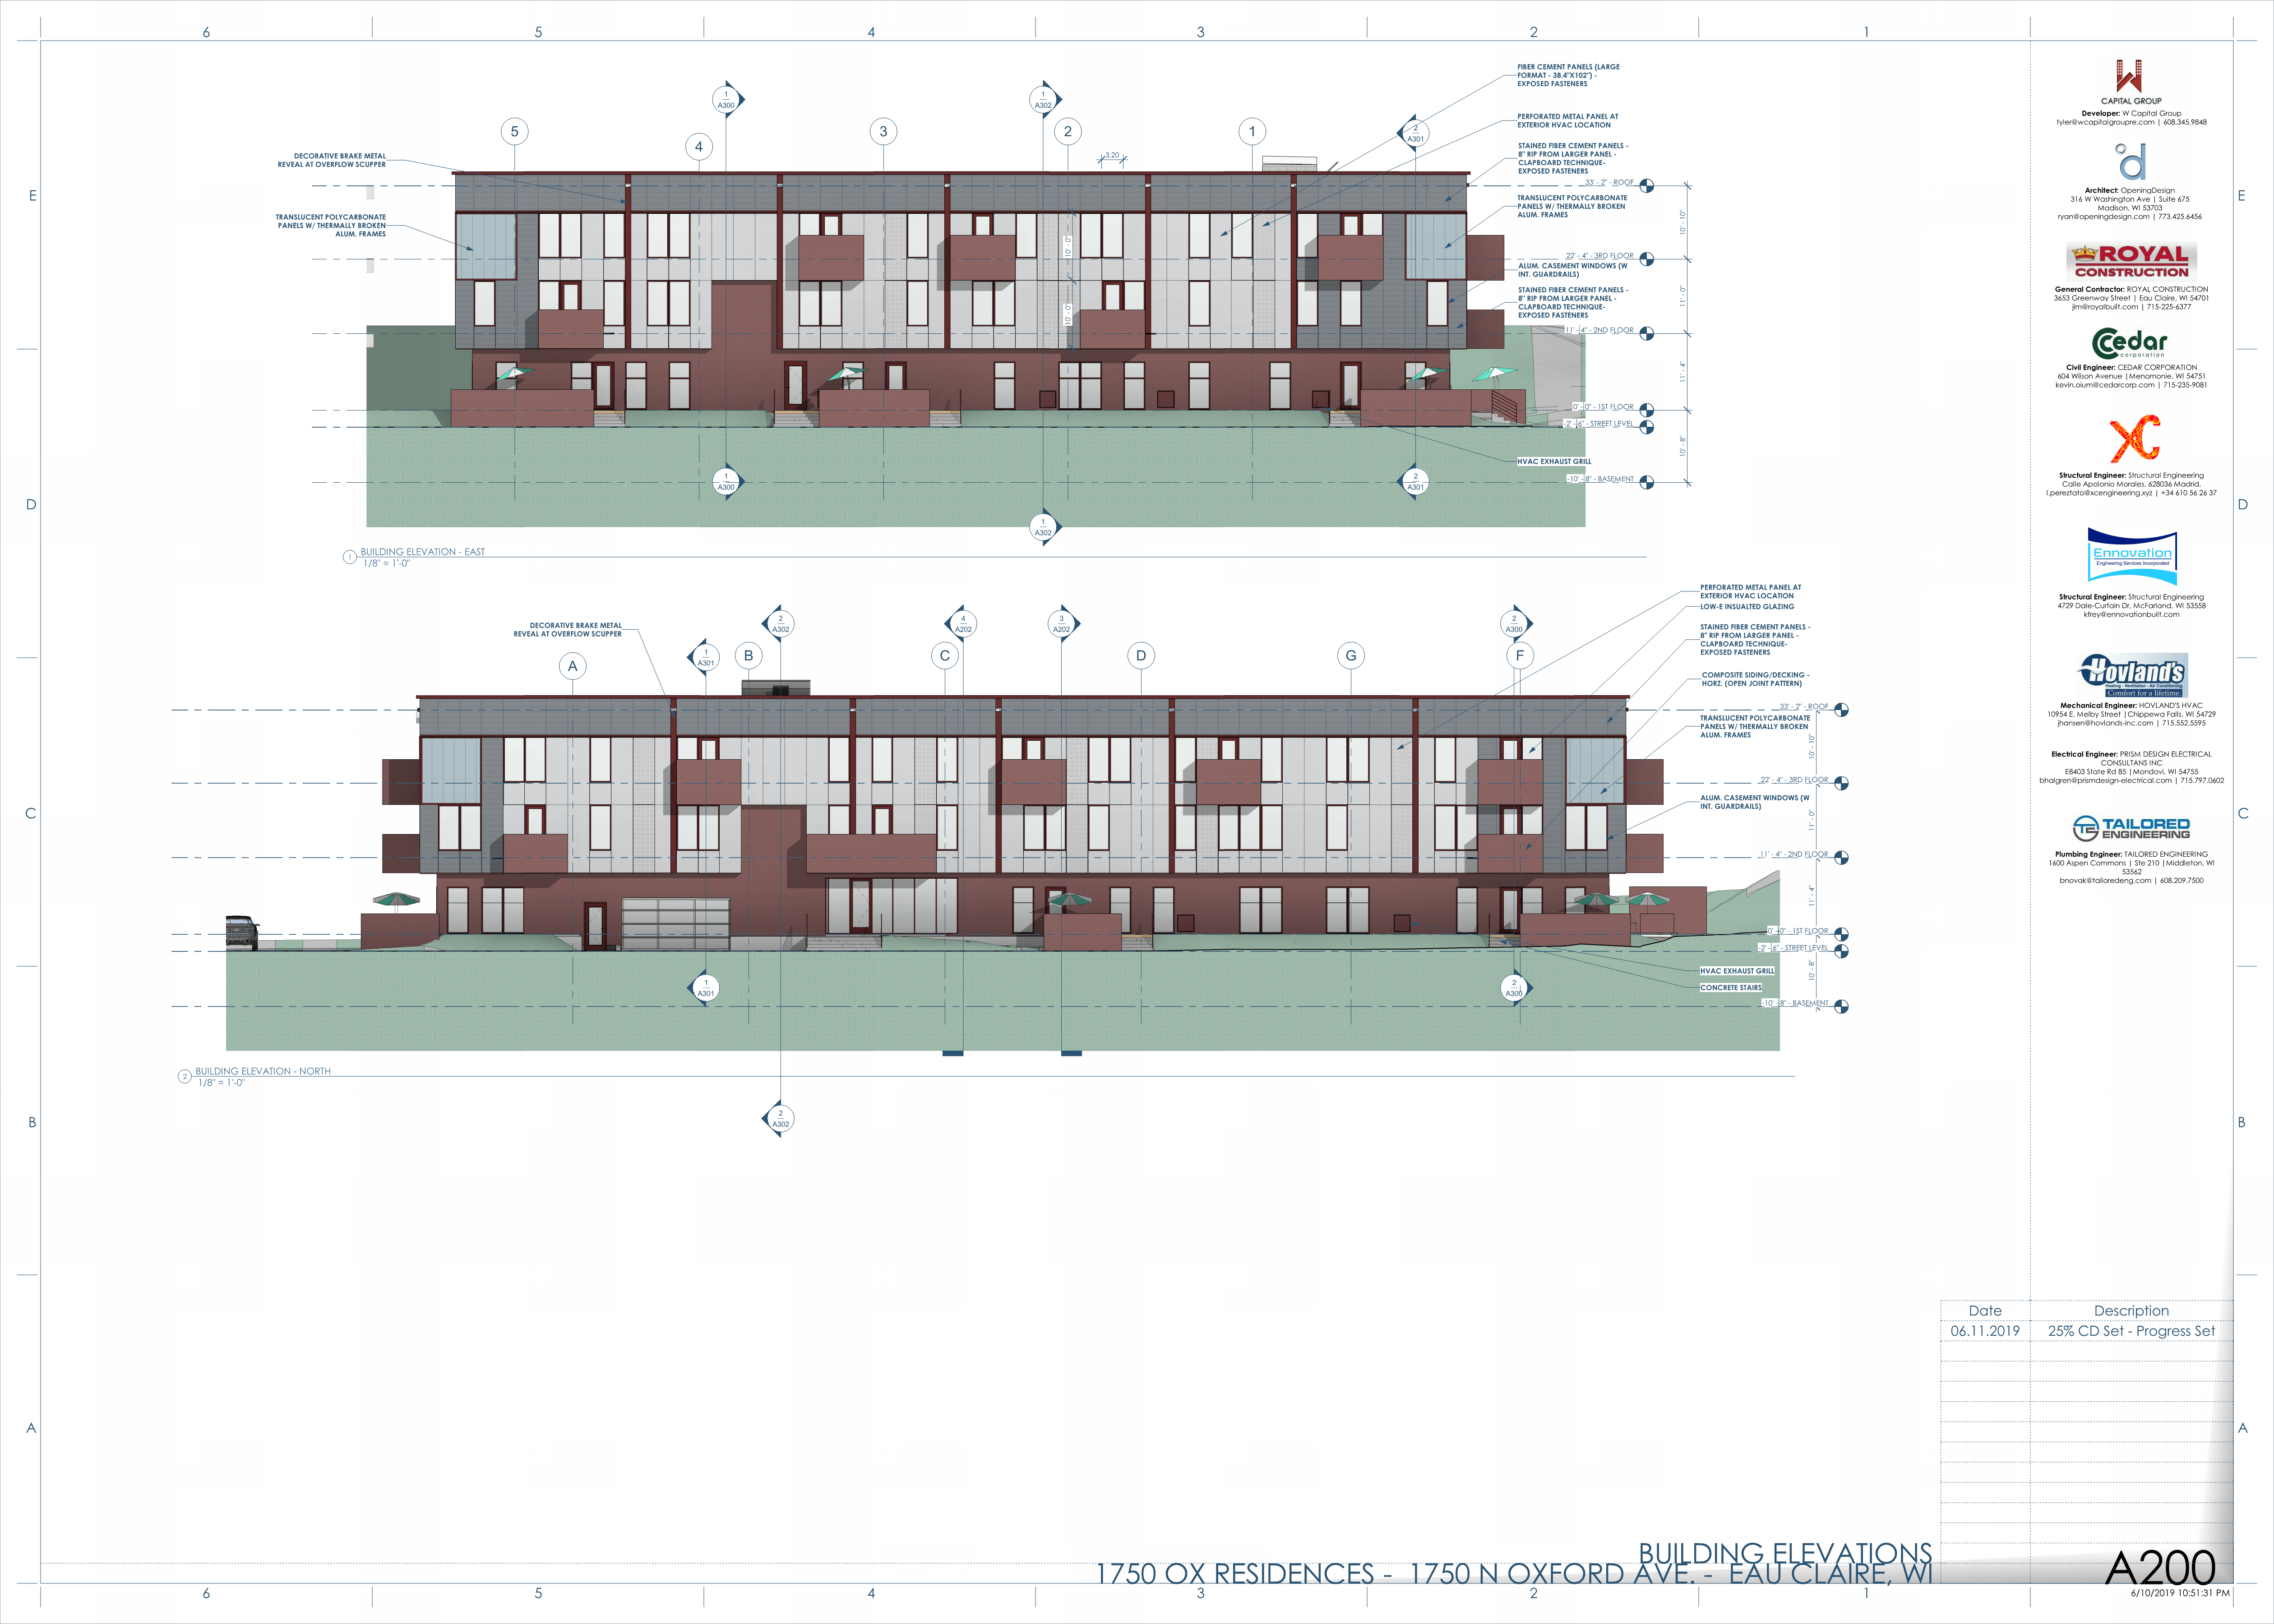 6 5 4 3 2 1
E
D
C
B
A
E
D
C
B
A
6 5 4 3 2 1
1
A300
1
A302
2
A301
5
4
3
2
1
3.20
DECORATIVE BRAKE METAL
REVEAL AT OVERFLOW SCUPPER
TRANSLUCENT POLYCARBONATE
PANELS W/ THERMALLY BROKEN
ALUM. FRAMES
FIBER CEMENT PANELS (LARGE
FORMAT - 38.4"X102") -
EXPOSED FASTENERS
PERFORATED METAL PANEL AT
EXTERIOR HVAC LOCATION
STAINED FIBER CEMENT PANELS -
8" RIP FROM LARGER PANEL -
CLAPBOARD TECHNIQUE-
EXPOSED FASTENERS
33' - 2" - ROOF
TRANSLUCENT POLYCARBONATE
PANELS W/ THERMALLY BROKEN
ALUM. FRAMES
22' - 4" - 3RD FLOOR
ALUM. CASEMENT WINDOWS (W
INT. GUARDRAILS)
STAINED FIBER CEMENT PANELS -
8" RIP FROM LARGER PANEL -
CLAPBOARD TECHNIQUE-
EXPOSED FASTENERS
11' - 4" - 2ND FLOOR
0' - 0" - 1ST FLOOR
-2' - 6" - STREET LEVEL
HVAC EXHAUST GRILL
-10' - 8" - BASEMENT
10' - 10"
11' - 0"
11' - 4"
10' - 8"
10' - 0"
10' - 0"
1
A300
2
A301
1
A302
1
BUILDING ELEVATION - EAST
1/8" = 1'-0"
DECORATIVE BRAKE METAL
REVEAL AT OVERFLOW SCUPPER
2
A302
4
A202
3
A202
2
A300
1
A301
A
B
C
D
G
F
PERFORATED METAL PANEL AT
EXTERIOR HVAC LOCATION
LOW-E INSUALTED GLAZING
STAINED FIBER CEMENT PANELS -
8" RIP FROM LARGER PANEL -
CLAPBOARD TECHNIQUE-
EXPOSED FASTENERS
COMPOSITE SIDING/DECKING -
HORZ. (OPEN JOINT PATTERN)
33' - 2" - ROOF
TRANSLUCENT POLYCARBONATE
PANELS W/ THERMALLY BROKEN
ALUM. FRAMES
22' - 4" - 3RD FLOOR
ALUM. CASEMENT WINDOWS (W
INT. GUARDRAILS)
11' - 4" - 2ND FLOOR
0' - 0" - 1ST FLOOR
-2' - 6" - STREET LEVEL
HVAC EXHAUST GRILL
CONCRETE STAIRS
-10' - 8" - BASEMENT
10' - 10"
11' - 0"
11' - 4"
10' - 8"
1
A301
2
A300
2
BUILDING ELEVATION - NORTH
1/8" = 1'-0"
2
A302
W
CAPITAL GROUP
Developer: W Capital Group
tyler@wcapitalgroupre.com | 608.345.9848
d
Architect: OpeningDesign
316 W Washington Ave | Suite 675
Madison, WI 53703
ryan@openingdesign.com | 773.425.6456
ROYAL
CONSTRUCTION
General Contractor: ROYAL CONSTRUCTION
3653 Greenway Street | Eau Claire, WI 54701
jim@royalbuilt.com | 715-225-6377
Cedar
corporation
Civil Engineer: CEDAR CORPORATION
604 Wilson Avenue |Menomonie, WI 54751
kevin.oium@cedarcorp.com | 715-235-9081
XC
Structural Engineer: Structural Engineering
Calle Apolonio Morales, 628036 Madrid,
l.pereztato@xcengineering.xyz | +34 610 56 26 37
Ennovation
Engineering Services Incorporated
Structural Engineer: Structural Engineering
4729 Dale-Curtain Dr, McFarland, WI 53558
kfrey@ennovationbuilt.com
Hovland's
Heating - Ventilation - Air Conditioning
Comfort for a lifetime.
Mechanical Engineer: HOVLAND'S HVAC
10954 E. Melby Street |Chippewa Falls, WI 54729
jhansen@hovlands-inc.com | 715.552.5595
Electrical Engineer: PRISM DESIGN ELECTRICAL
CONSULTANS INC
E8403 State Rd 85 |Mondovi, WI 54755
bhalgren@prismdesign-electrical.com | 715.797.0602
TE TAILORED
ENGINEERING
Plumbing Engineer: TAILORED ENGINEERING
1600 Aspen Commons | Ste 210 |Middleton, WI
53562
bnovak@tailoredeng.com | 608.209.7500
Date Description
06.11.2019 25% CD Set - Progress Set
BUILDING ELEVATIONS
1750 OX RESIDENCES - 1750 N OXFORD AVE. - EAU CLAIRE, WI
A200
6/10/2019 10:51:31 PM